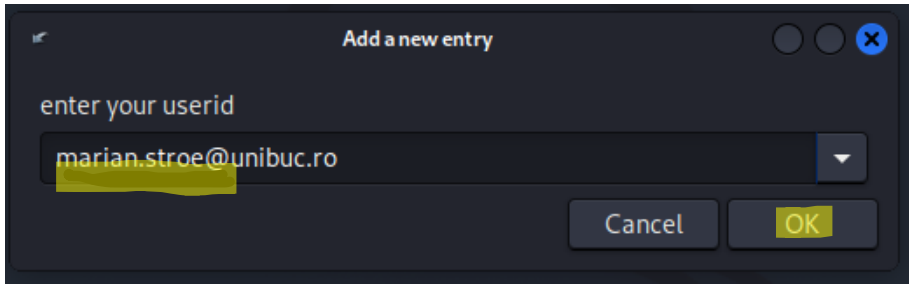 Add a new entry
enter your userid
marian.stroe@unibuc.ro
Cancel
OK